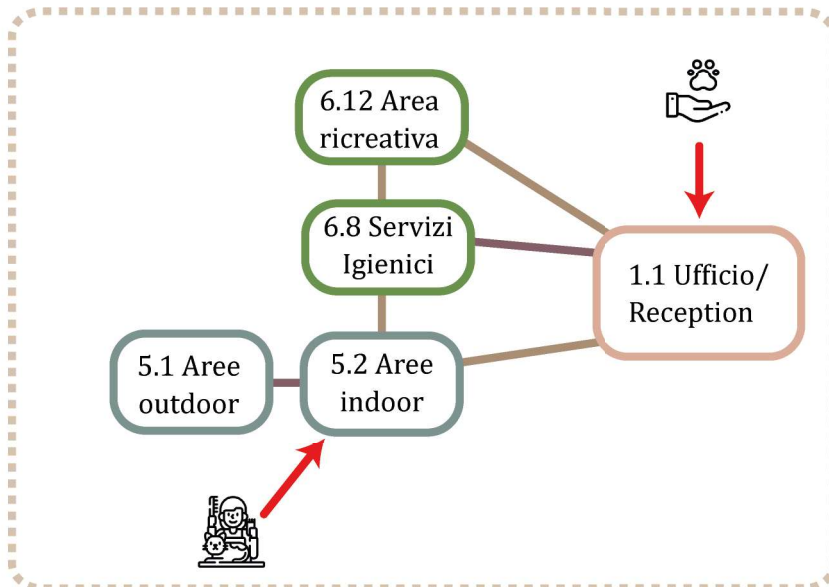 6.12 Area
ricreativa
6.8 Servizi
Igienici
1.1 Ufficio/
Reception
5.1 Aree
outdoor
5.2 Aree
indoor